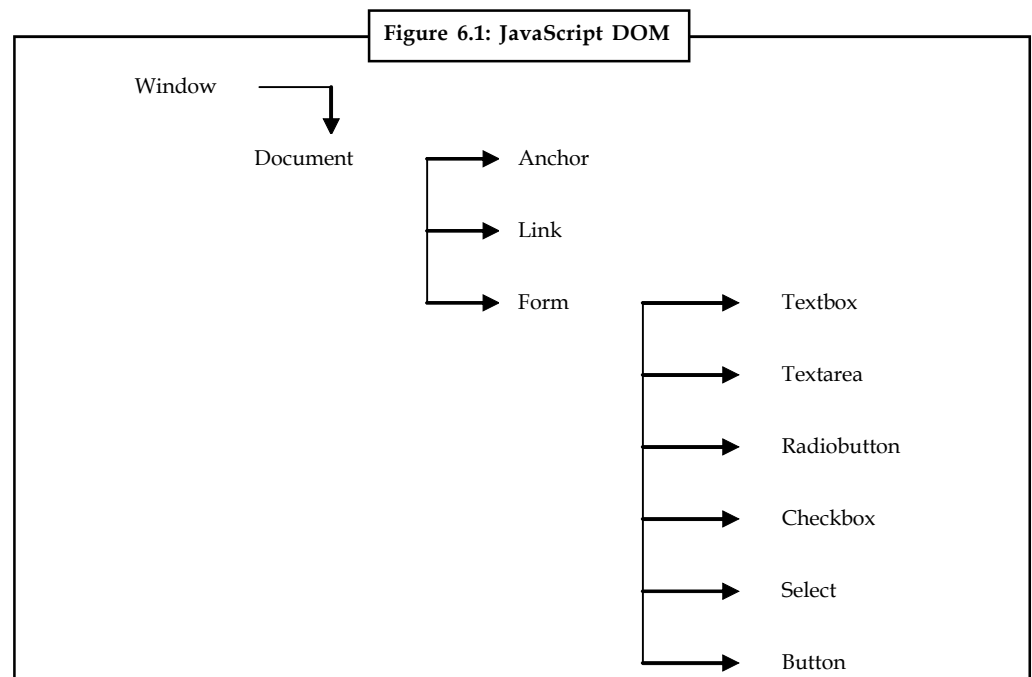 Figure 6.1: JavaScript DOM
Window
Document
Anchor
Link
Form
Textbox
Textarea
Radiobutton
Checkbox
Select
Button